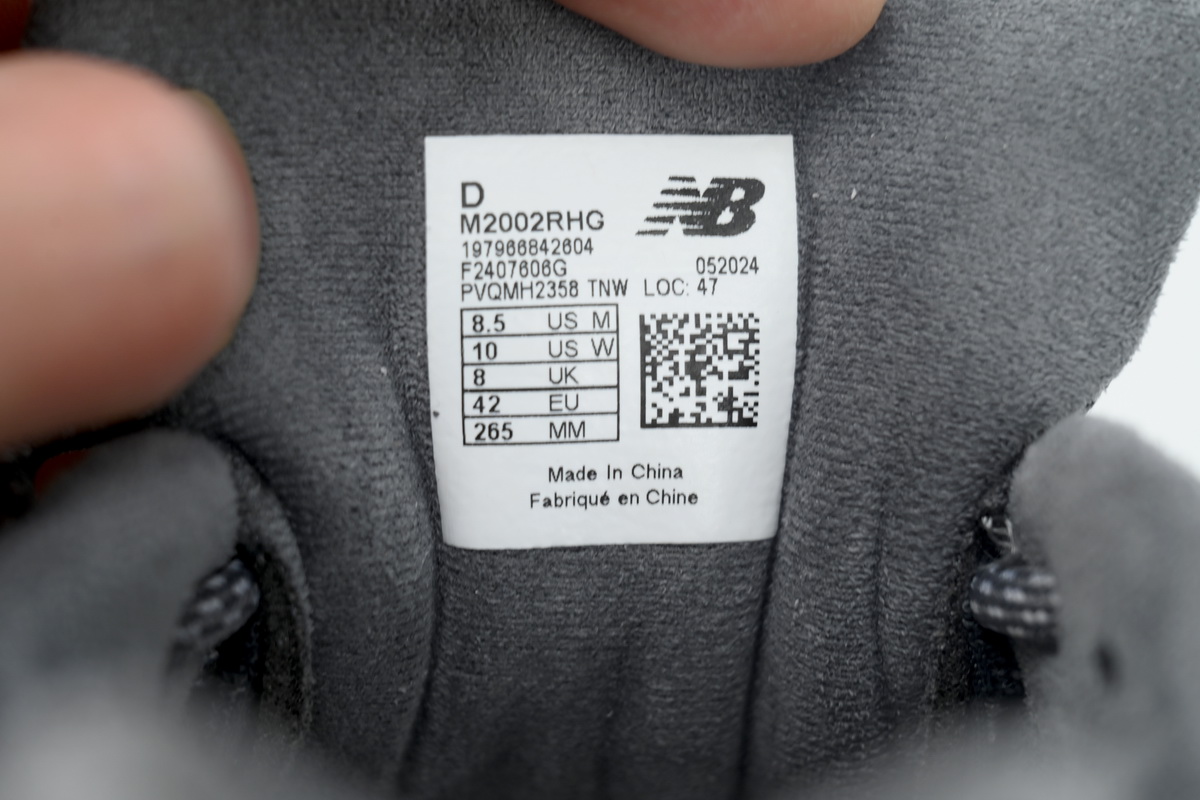 D
NB
M2002RHG
197966842604
F2407606G 052024
PVQMH2358 TNW LOC: 47
8.5 US M
10 US W
8 UK
42 EU
265 MM
Made In China
Fabriqué en Chine